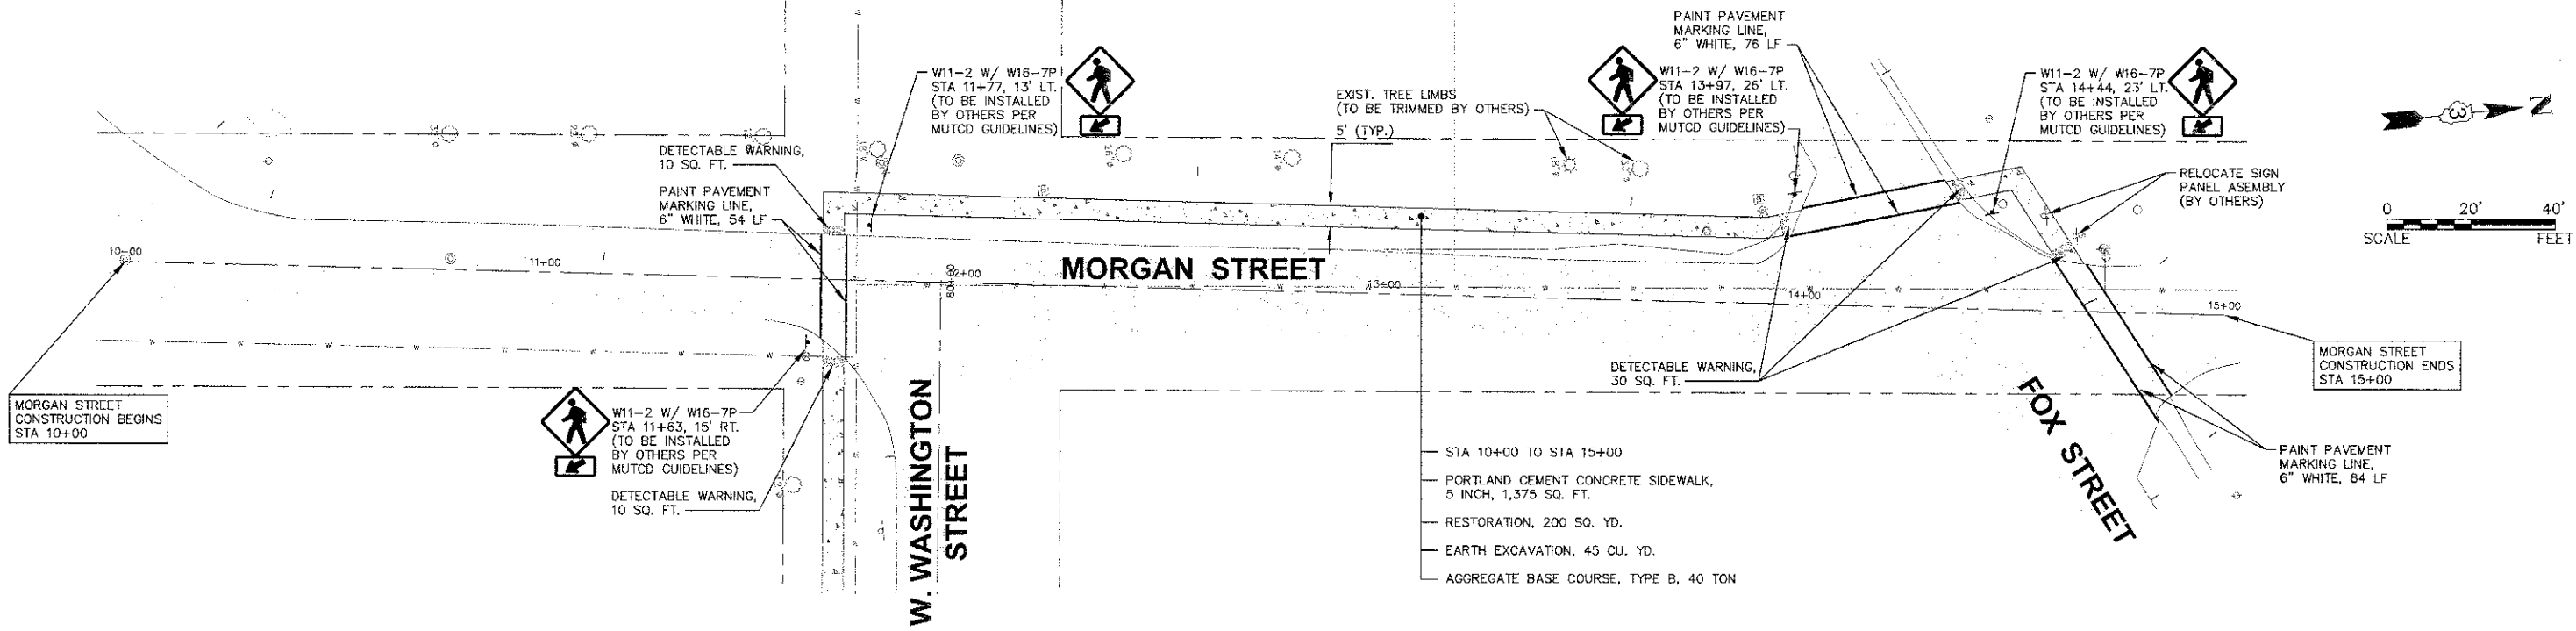 PAINT PAVEMENT
MARKING LINE,
6" WHITE, 76 LF
W11-2 W/ W16-7P
STA 11+77, 13' LT.
(TO BE INSTALLED
BY OTHERS PER
MUTCD GUIDELINES)
EXIST. TREE LIMBS
(TO BE TRIMMED BY OTHERS)
5' (TYP.)
W11-2 W/ W16-7P
STA 13+97, 26' LT.
(TO BE INSTALLED
BY OTHERS PER
MUTCD GUIDELINES)
W11-2 W/ W16-7P
STA 14+44, 23' LT.
(TO BE INSTALLED
BY OTHERS PER
MUTCD GUIDELINES)
Z
DETECTABLE WARNING,
10 SQ. FT.
PAINT PAVEMENT
MARKING LINE,
6" WHITE, 54 LF
RELOCATE SIGN
PANEL ASEMBLY
(BY OTHERS)
0 20' 40'
SCALE FEET
10+00
11+00
12+00
80+00
MORGAN STREET
13+00
14+00
15+00
MORGAN STREET
CONSTRUCTION BEGINS
STA 10+00
DETECTABLE WARNING,
30 SQ. FT.
MORGAN STREET
CONSTRUCTION ENDS
STA 15+00
W11-2 W/ W16-7P
STA 11+63, 15' RT.
(TO BE INSTALLED
BY OTHERS PER
MUTCD GUIDELINES)
DETECTABLE WARNING,
10 SQ. FT.
W. WASHINGTON
STREET
FOX STREET
STA 10+00 TO STA 15+00
PORTLAND CEMENT CONCRETE SIDEWALK,
5 INCH, 1,375 SQ. FT.
RESTORATION, 200 SQ. YD.
EARTH EXCAVATION, 45 CU. YD.
AGGREGATE BASE COURSE, TYPE B, 40 TON
PAINT PAVEMENT
MARKING LINE,
6" WHITE, 84 LF